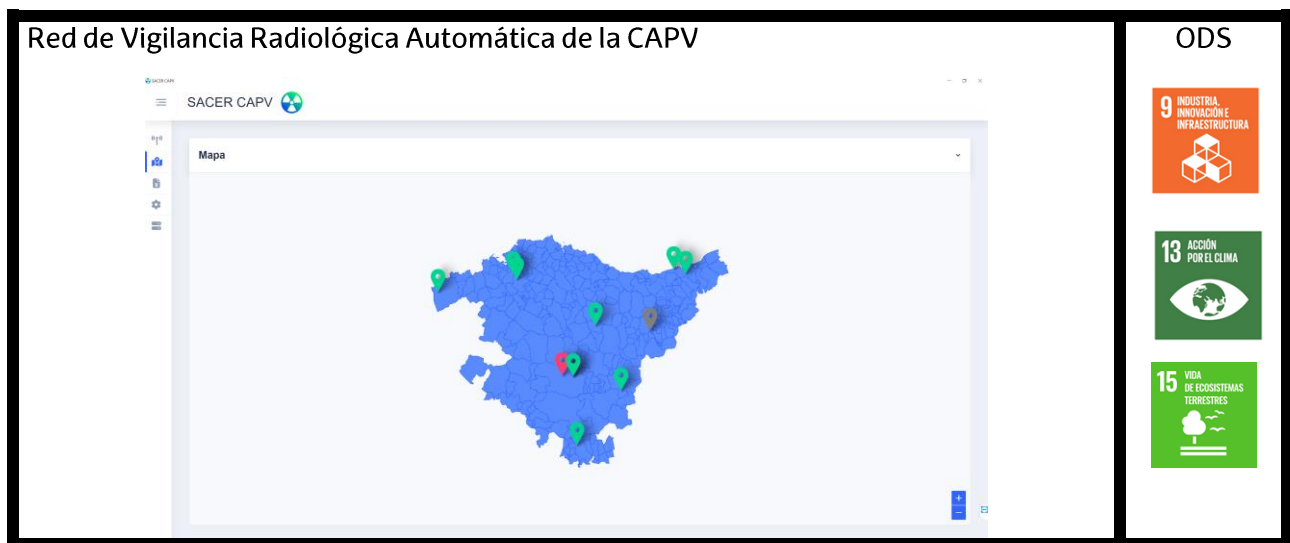 Red de Vigilancia Radiológica Automática de la CAPV
ODS
SACER CAPV
SACER CAPV
Mapa
9 INDUSTRIA,
INNOVACIÓN E
INFRAESTRUCTURA
13 ACCIÓN
POR EL CLIMA
15 VIDA
DE ECOSISTEMAS
TERRESTRES
+
−